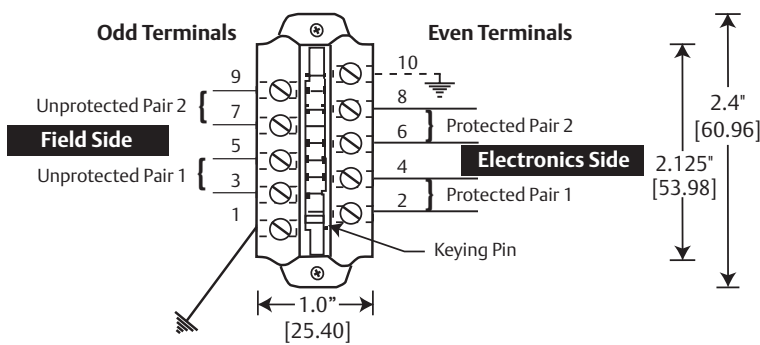 Odd Terminals
Even Terminals
9
10
Unprotected Pair 2 {
7
8
} Protected Pair 2
6
Field Side
Electronics Side
5
4
Unprotected Pair 1 {
3
} Protected Pair 1
2
1
Keying Pin
1.0”
[25.40]
2.4"
[60.96]
2.125"
[53.98]